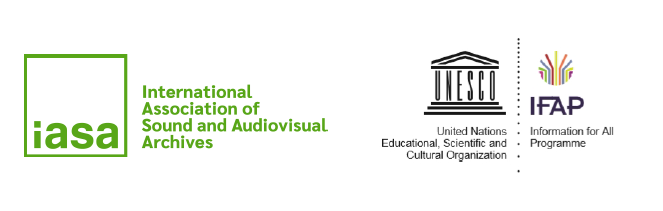 iasa
International
Association of
Sound and Audiovisual
Archives
UNESCO
United Nations
Educational, Scientific and
Cultural Organization
IFAP
Information for All
Programme